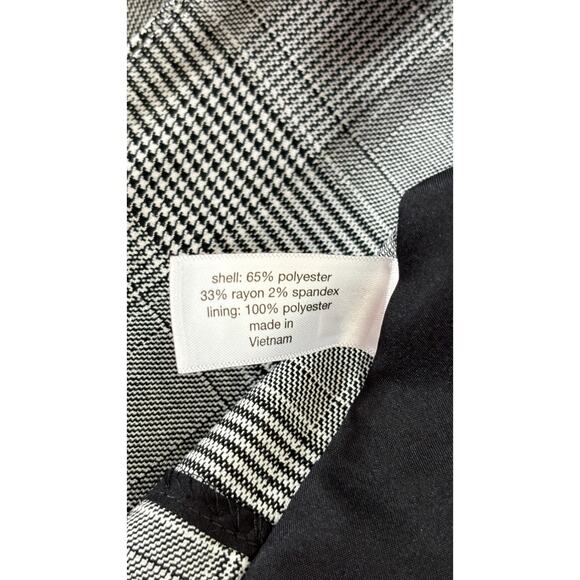 shell: 65% polyester
33% rayon 2% spandex
lining: 100% polyester
made in
Vietnam